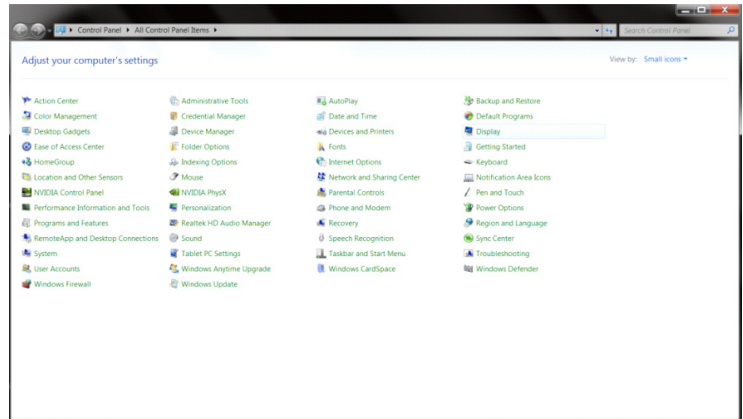 Control Panel ▸ All Control Panel Items ▸ Search Control Panel
Adjust your computer's settings View by: Small icons
Action Center Administrative Tools AutoPlay Backup and Restore
Color Management Credential Manager Date and Time Default Programs
Desktop Gadgets Device Manager Devices and Printers Display
Ease of Access Center Folder Options Fonts Getting Started
HomeGroup Indexing Options Internet Options Keyboard
Location and Other Sensors Mouse Network and Sharing Center Notification Area Icons
NVIDIA Control Panel NVIDIA PhysX Parental Controls Pen and Touch
Performance Information and Tools Personalization Phone and Modem Power Options
Programs and Features Realtek HD Audio Manager Recovery Region and Language
RemoteApp and Desktop Connections Sound Speech Recognition Sync Center
System Tablet PC Settings Taskbar and Start Menu Troubleshooting
User Accounts Windows Anytime Upgrade Windows CardSpace Windows Defender
Windows Firewall Windows Update